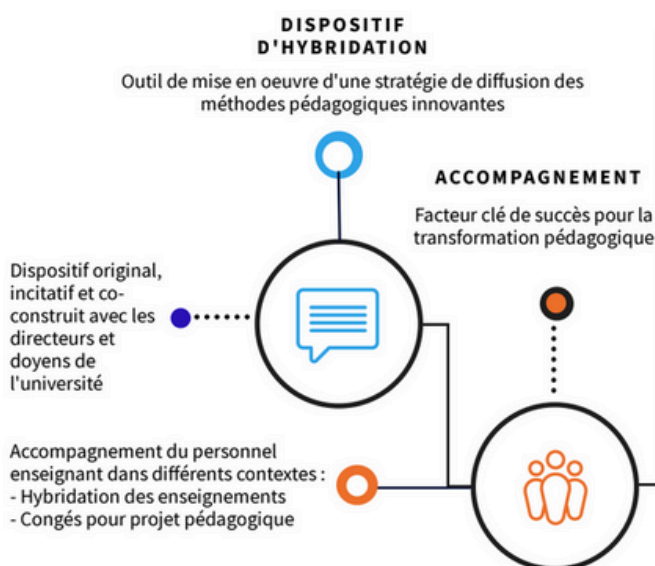 DISPOSITIF
D'HYBRIDATION
Outil de mise en oeuvre d'une stratégie de diffusion des
méthodes pédagogiques innovantes
ACCOMPAGNEMENT
Facteur clé de succès pour la
transformation pédagogique
Dispositif original,
incitatif et co-
construit avec les
directeurs et
doyens de
l'université
Accompagnement du personnel
enseignant dans différents contextes :
- Hybridation des enseignements
- Congés pour projet pédagogique